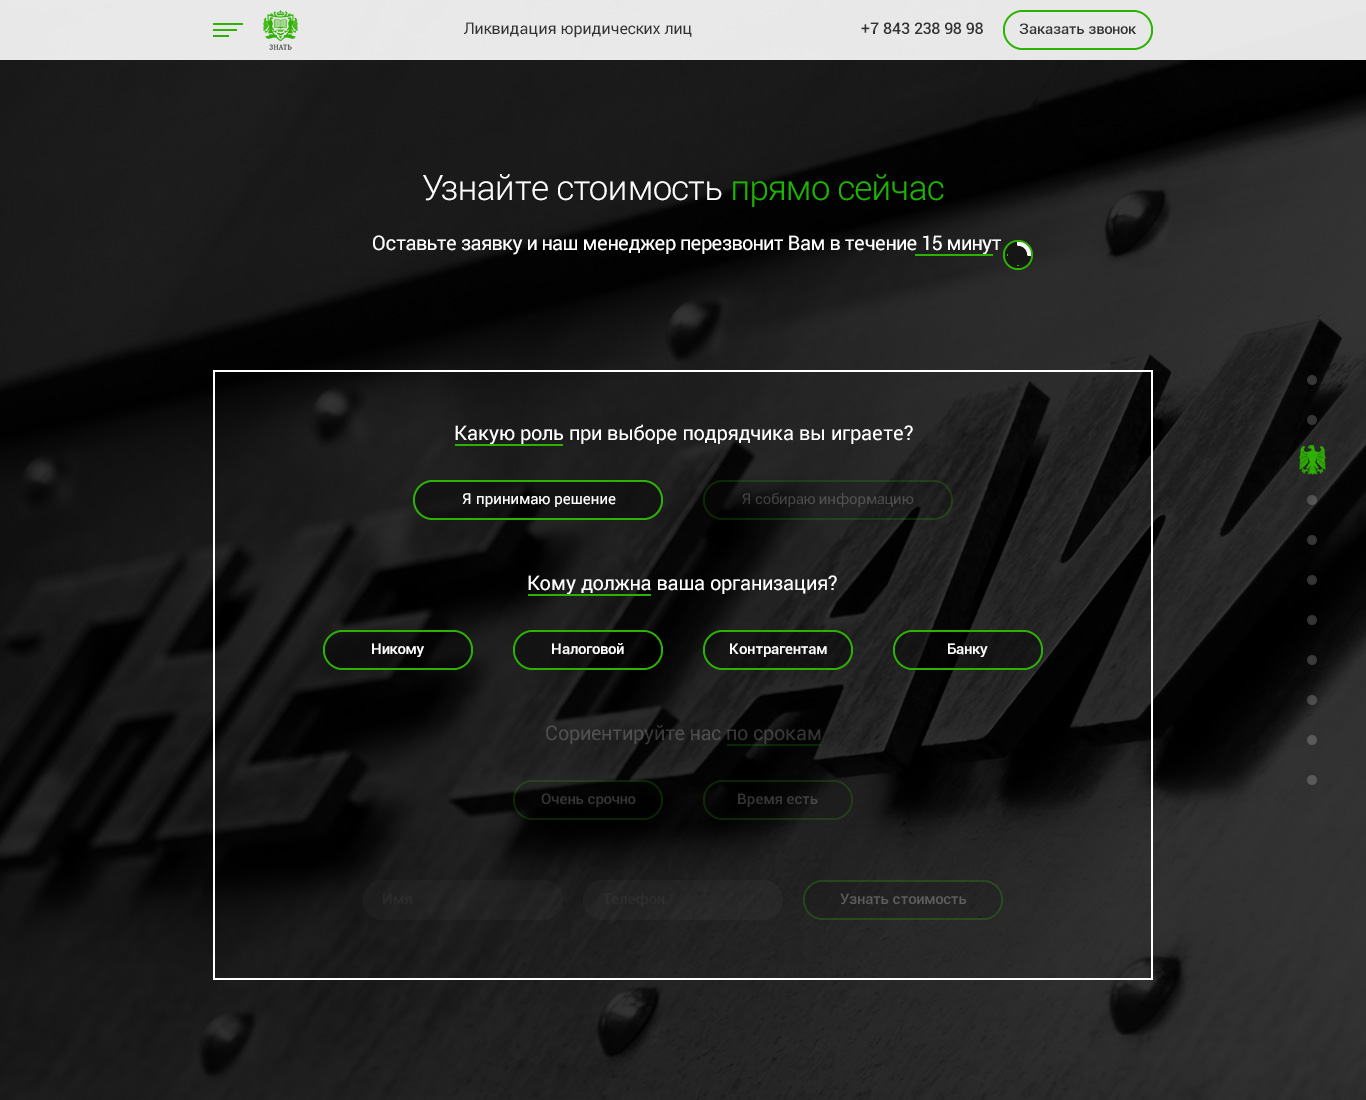 ЗНАТЬ
Ликвидация юридических лиц
+7 843 238 98 98
Заказать звонок
Узнайте стоимость прямо сейчас
Оставьте заявку и наш менеджер перезвонит Вам в течение 15 минут
Какую роль при выборе подрядчика вы играете?
Я принимаю решение
Я собираю информацию
Кому должна ваша организация?
Никому
Налоговой
Контрагентам
Банку
THE LAW
Сориентируйте нас по срокам
Очень срочно
Время есть
Имя
Телефон
Узнать стоимость